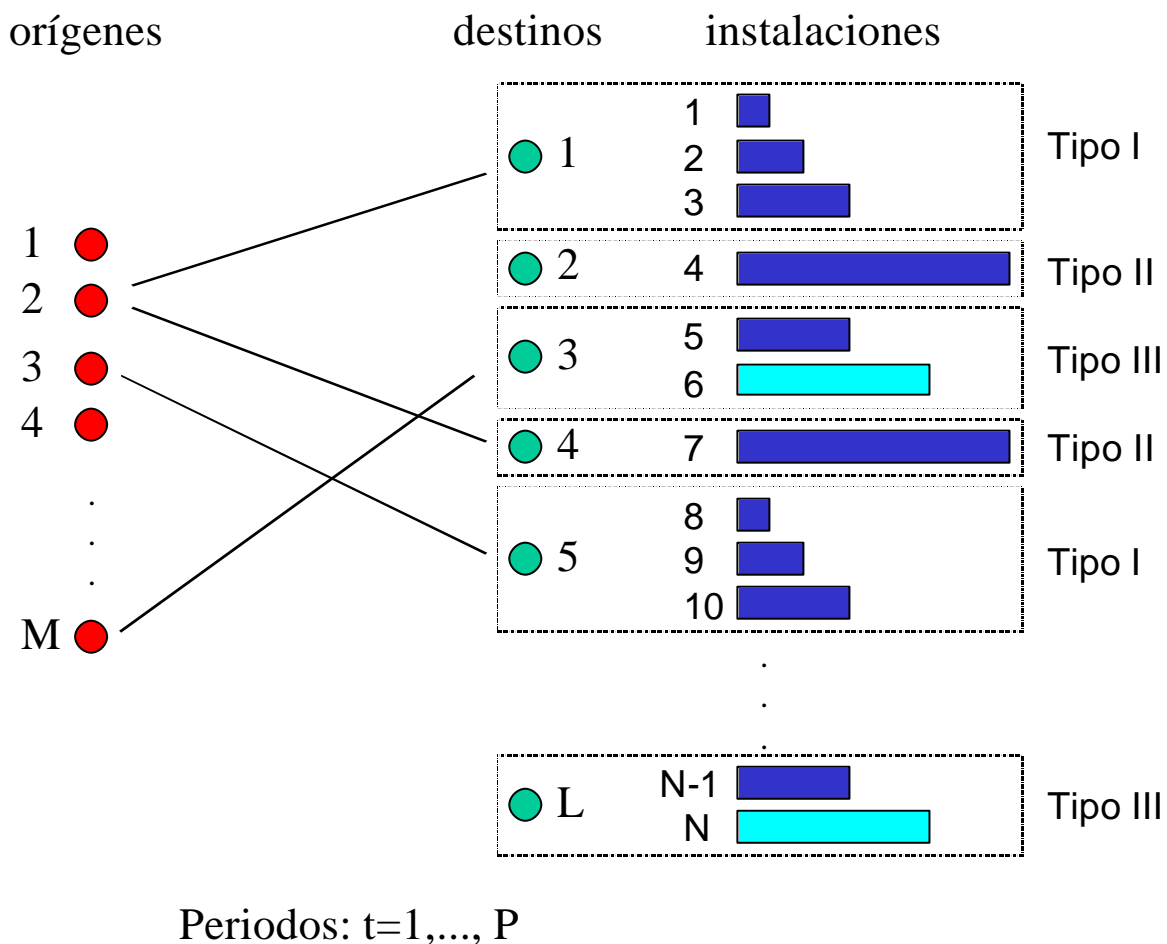 orígenes destinos instalaciones
1
2
3
4
.
.
.
M
1
2
3
4
5
L
1
2
3
4
5
6
7
8
9
10
.
.
.
N-1
N
Tipo I
Tipo II
Tipo III
Tipo II
Tipo I
Tipo III
Periodos: t=1,..., P